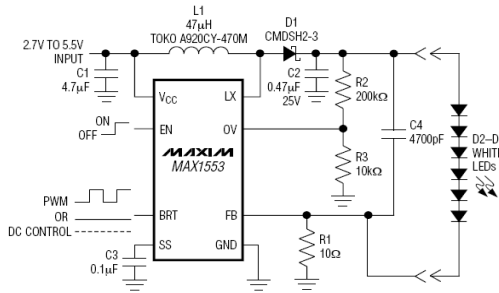 L1
47μH
TOKO A920CY-470M
D1
CMDSH2-3
2.7V TO 5.5V
INPUT
C1
4.7μF
C2
0.47μF
25V
R2
200kΩ
VCC
LX
ON
OFF
EN
OV
C4
4700pF
D2–D
WHIT
LEDs
MAXIM
MAX1553
R3
10kΩ
PWM
OR
DC CONTROL
BRT
FB
SS
GND
C3
0.1μF
R1
10Ω